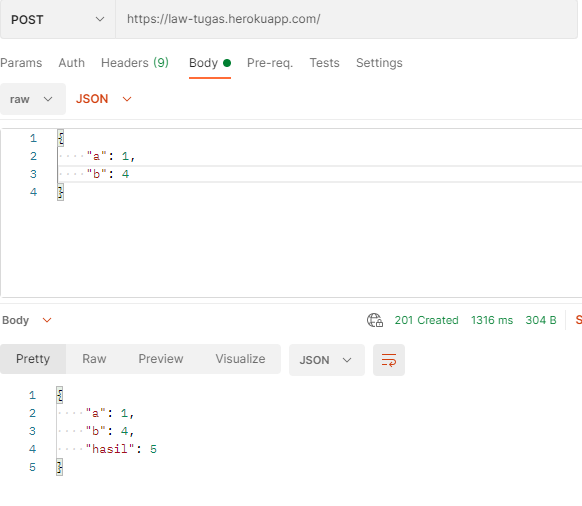 POST https://law-tugas.herokuapp.com/
Params Auth Headers (9) Body Pre-req. Tests Settings
raw JSON
1 {
2 "a": 1,
3 "b": 4
4 }
Body 201 Created 1316 ms 304 B S
Pretty Raw Preview Visualize JSON
1 {
2 "a": 1,
3 "b": 4,
4 "hasil": 5
5 }